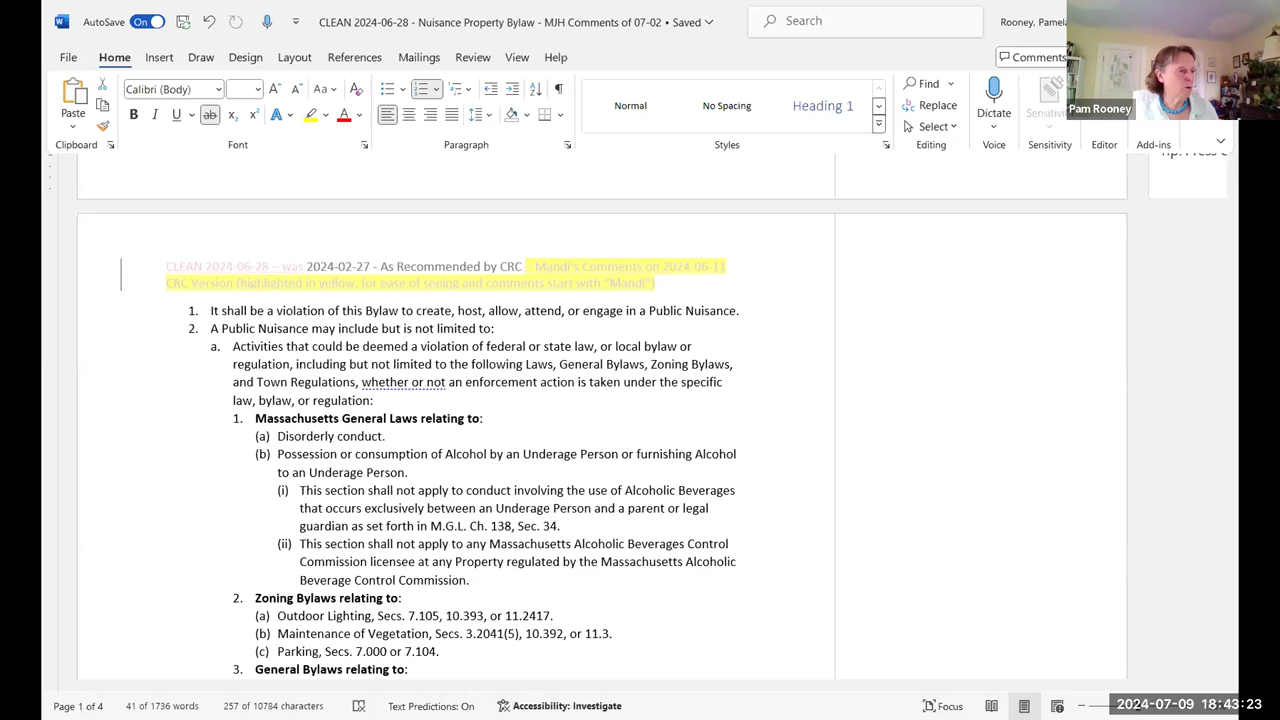 AutoSave On CLEAN 2024-06-28 - Nuisance Property Bylaw - MJH Comments of 07-02 • Saved Search Rooney, Pamela
File Home Insert Draw Design Layout References Mailings Review View Help Comments
Calibri (Body) Aa Normal No Spacing Heading 1 Find
Replace
Select
Paste Dictate
Pam Rooney
B I U ab x₂ x² A A
Clipboard Font Paragraph Styles Editing Voice Sensitivity Editor Add-ins
CLEAN 2024-06-28 – was 2024-02-27 - As Recommended by CRC – Mandi's Comments on 2024-06-11
CRC Version (highlighted in yellow, for ease of seeing and comments start with "Mandi")
1. It shall be a violation of this Bylaw to create, host, allow, attend, or engage in a Public Nuisance.
2. A Public Nuisance may include but is not limited to:
a. Activities that could be deemed a violation of federal or state law, or local bylaw or
regulation, including but not limited to the following Laws, General Bylaws, Zoning Bylaws,
and Town Regulations, whether or not an enforcement action is taken under the specific
law, bylaw, or regulation:
1. Massachusetts General Laws relating to:
(a) Disorderly conduct.
(b) Possession or consumption of Alcohol by an Underage Person or furnishing Alcohol
to an Underage Person.
(i) This section shall not apply to conduct involving the use of Alcoholic Beverages
that occurs exclusively between an Underage Person and a parent or legal
guardian as set forth in M.G.L. Ch. 138, Sec. 34.
(ii) This section shall not apply to any Massachusetts Alcoholic Beverages Control
Commission licensee at any Property regulated by the Massachusetts Alcoholic
Beverage Control Commission.
2. Zoning Bylaws relating to:
(a) Outdoor Lighting, Secs. 7.105, 10.393, or 11.2417.
(b) Maintenance of Vegetation, Secs. 3.2041(5), 10.392, or 11.3.
(c) Parking, Secs. 7.000 or 7.104.
3. General Bylaws relating to:
Page 1 of 4 41 of 1736 words 257 of 10784 characters Text Predictions: On Accessibility: Investigate Focus
2024-07-09 18:43:23